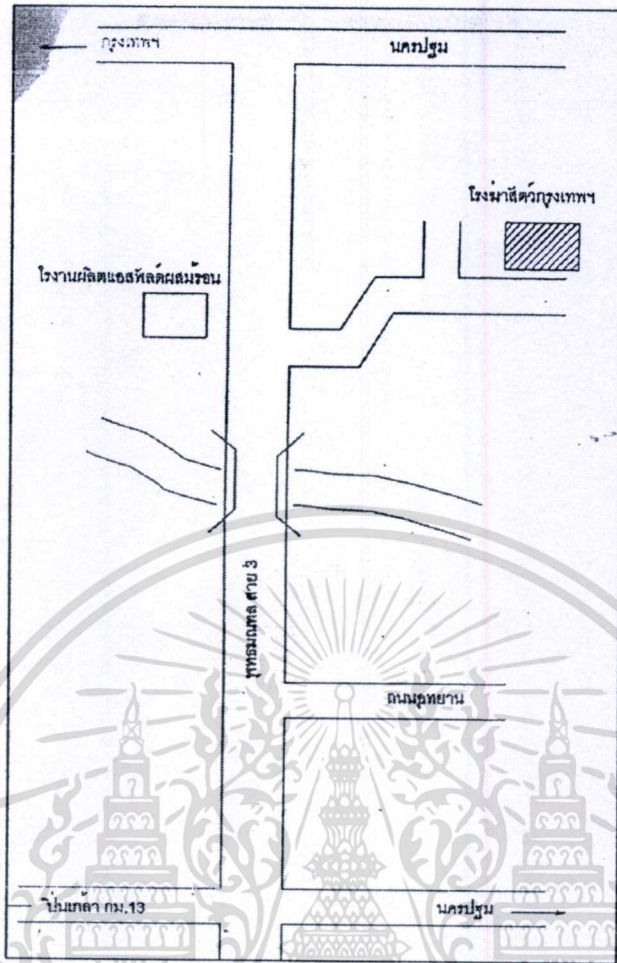 กรุงเทพฯ
นครปฐม
โรงฆ่าสัตว์กรุงเทพฯ
โรงานผลิตแอสฟัลต์ผสมร้อน
พุทธมณฑล สาย 3
ถนนอุทยาน
ปิ่นเกล้า กม.13
นครปฐม